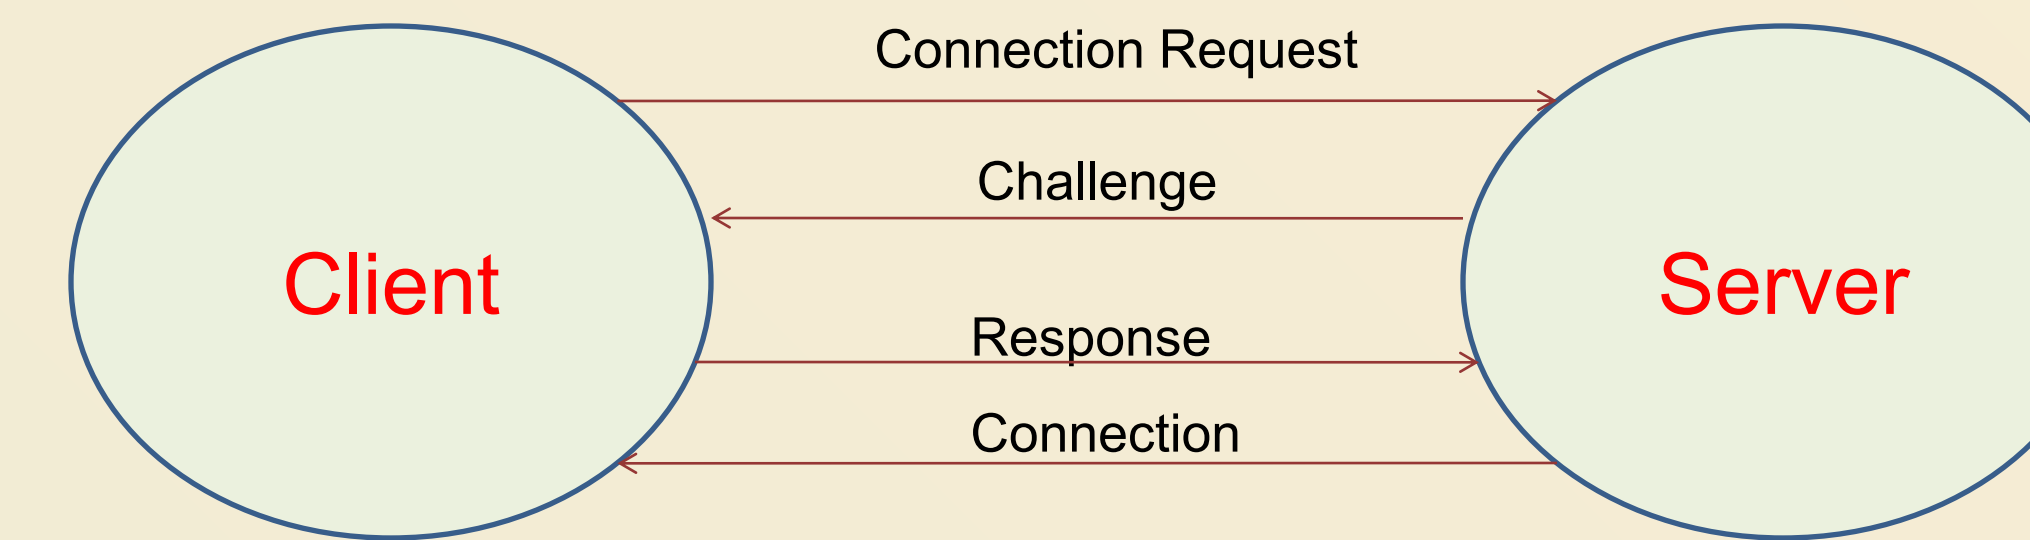 Connection Request
Challenge
Client
Server
Response
Connection